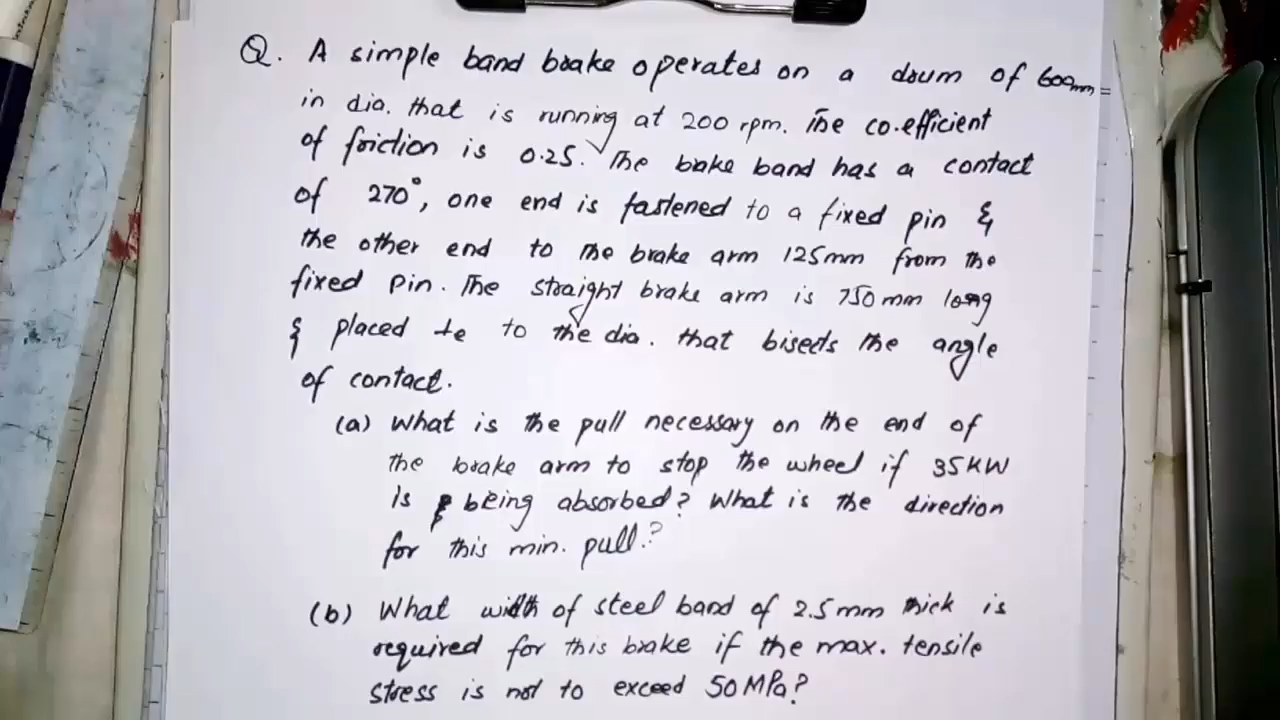 Q. A simple band brake operates on a drum of 600mm
in dia. that is running at 200 rpm. The co.efficient
of friction is 0.25. The bake band has a contact
of 270°, one end is fastened to a fixed pin &
the other end to the brake arm 125mm from the
fixed pin. The straight brake arm is 750 mm long
& placed ⊥e to the dia. that bisects the angle
of contact.
(a) What is the pull necessary on the end of
the brake arm to stop the wheel if 35KW
is being absorbed? What is the direction
for this min. pull.?
(b) What width of steel band of 2.5mm thick is
required for this brake if the max. tensile
stress is not to exceed 50MPa?